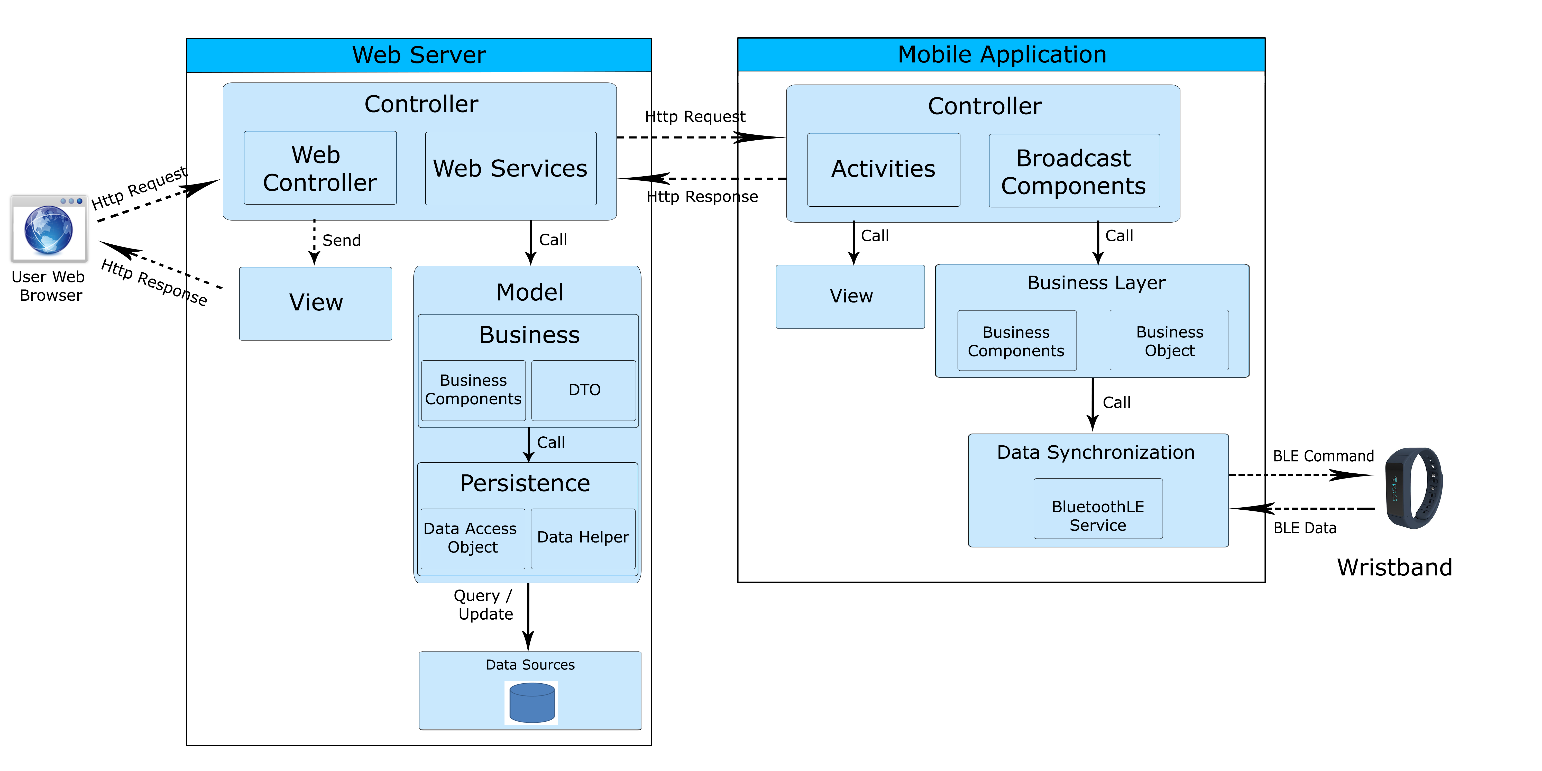 Web Server
Mobile Application
Controller
Web
Controller
Web Services
Http Request
Http Response
Controller
Activities
Broadcast
Components
Http Request
Http Response
User Web
Browser
Send
Call
View
Model
Business
Business
Components
DTO
Call
Persistence
Data Access
Object
Data Helper
Query /
Update
Data Sources
Call
Call
View
Business Layer
Business
Components
Business
Object
Call
Data Synchronization
BluetoothLE
Service
BLE Command
BLE Data
Wristband